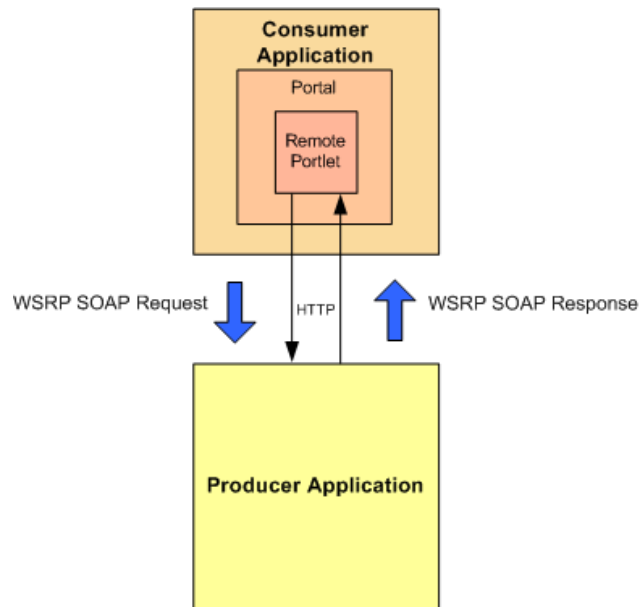 Consumer
Application
Portal
Remote
Portlet
WSRP SOAP Request
HTTP
WSRP SOAP Response
Producer Application